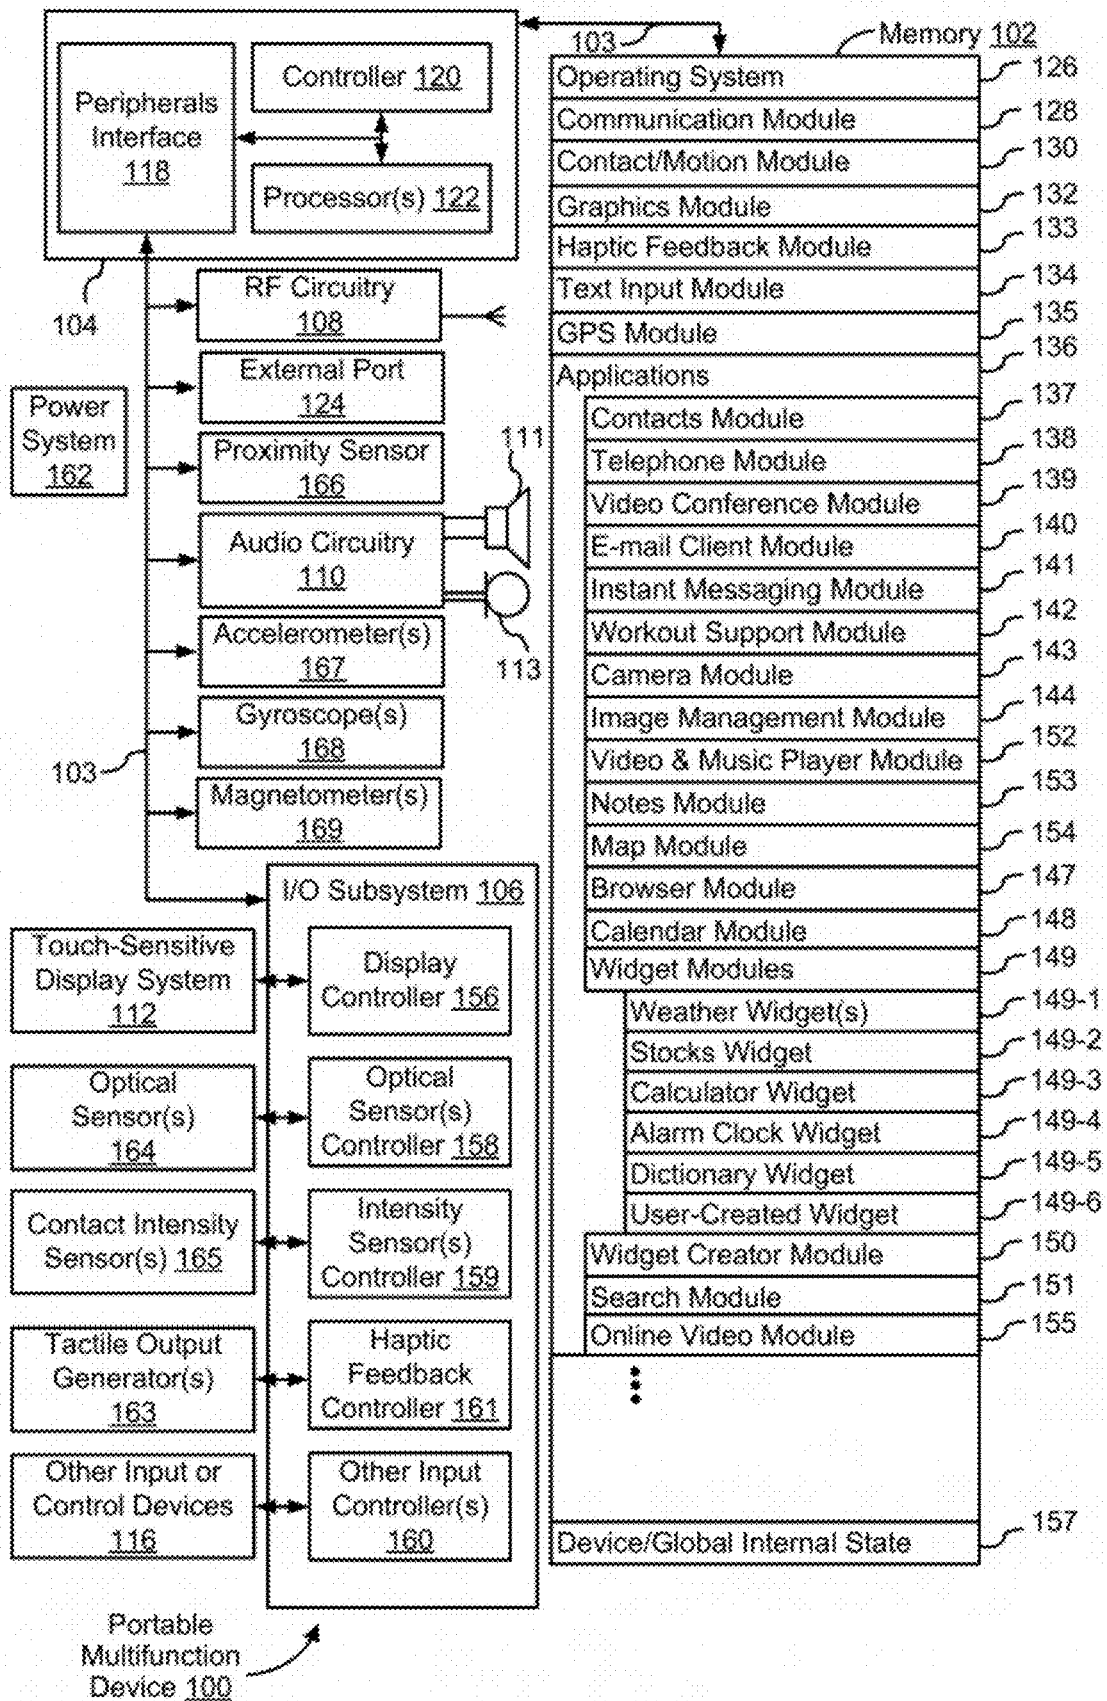 103
Memory 102
Controller 120
Peripherals
Interface
118
Processor(s) 122
104
RF Circuitry
108
External Port
124
Power
System
162
Proximity Sensor
166
111
Audio Circuitry
110
113
Accelerometer(s)
167
Gyroscope(s)
168
103
Magnetometer(s)
169
I/O Subsystem 106
Touch-Sensitive
Display System
112
Display
Controller 156
Optical
Sensor(s)
164
Optical
Sensor(s)
Controller 158
Contact Intensity
Sensor(s) 165
Intensity
Sensor(s)
Controller 159
Tactile Output
Generator(s)
163
Haptic
Feedback
Controller 161
Other Input or
Control Devices
116
Other Input
Controller(s)
160
Portable
Multifunction
Device 100
Operating System 126
Communication Module 128
Contact/Motion Module 130
Graphics Module 132
Haptic Feedback Module 133
Text Input Module 134
GPS Module 135
Applications 136
Contacts Module 137
Telephone Module 138
Video Conference Module 139
E-mail Client Module 140
Instant Messaging Module 141
Workout Support Module 142
Camera Module 143
Image Management Module 144
Video & Music Player Module 152
Notes Module 153
Map Module 154
Browser Module 147
Calendar Module 148
Widget Modules 149
Weather Widget(s) 149-1
Stocks Widget 149-2
Calculator Widget 149-3
Alarm Clock Widget 149-4
Dictionary Widget 149-5
User-Created Widget 149-6
Widget Creator Module 150
Search Module 151
Online Video Module 155
Device/Global Internal State 157